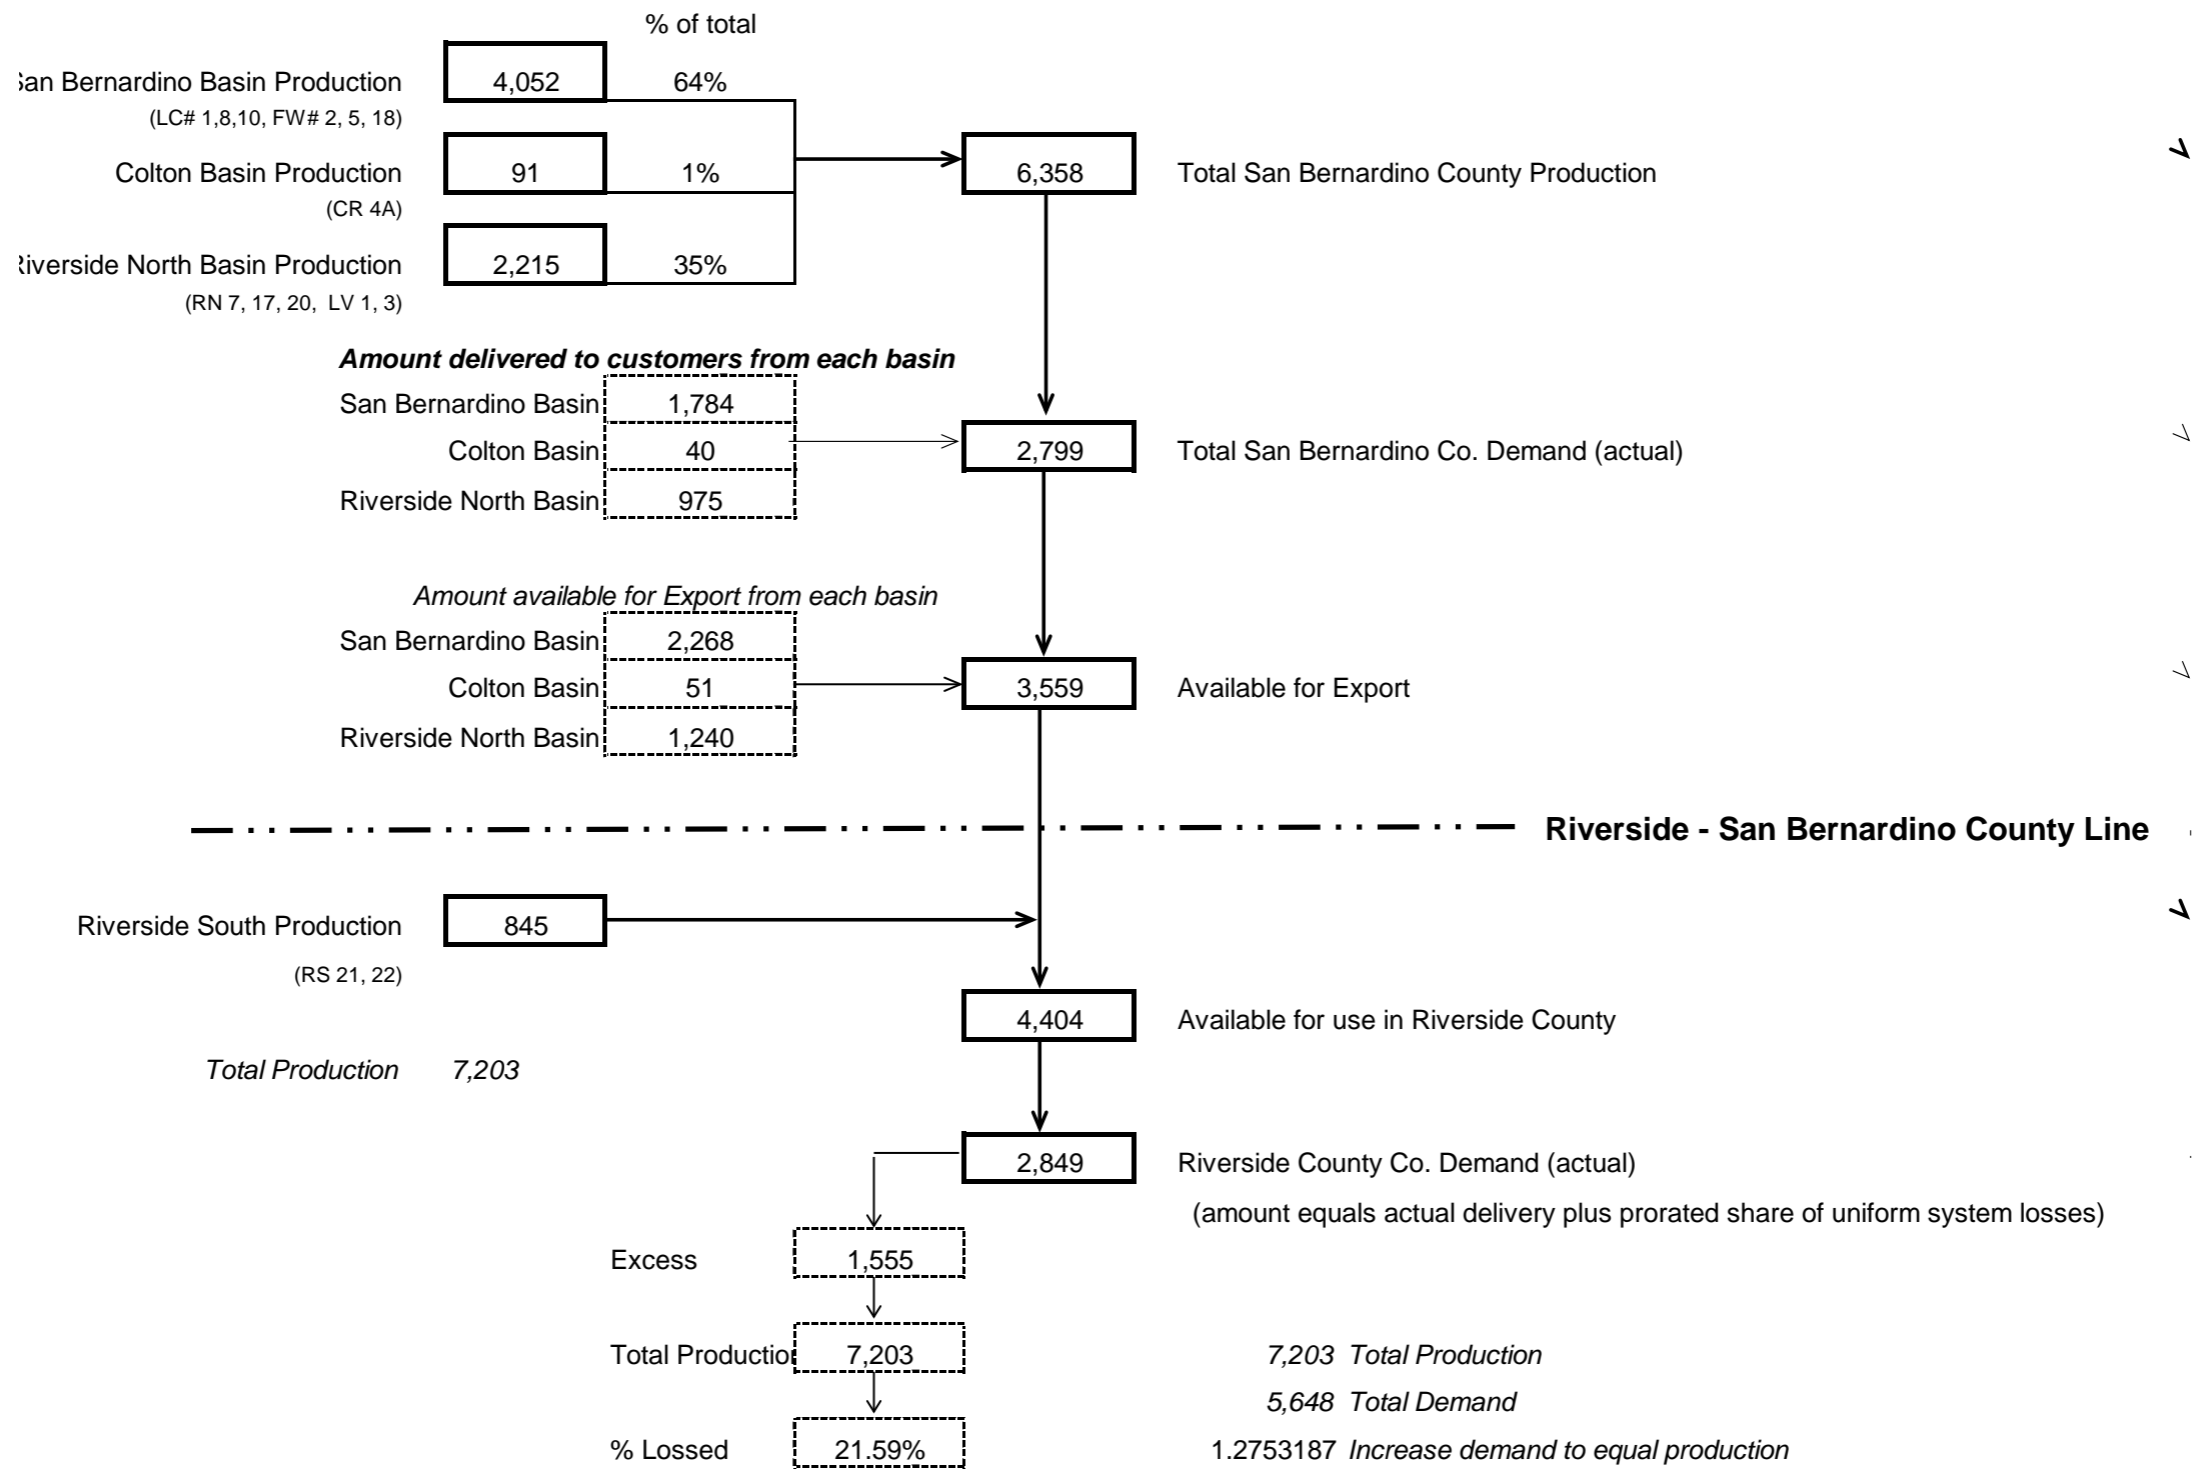 % of total
San Bernardino Basin Production 4,052 64%
(LC# 1,8,10, FW# 2, 5, 18)
Colton Basin Production 91 1% 6,358 Total San Bernardino County Production
(CR 4A)
Riverside North Basin Production 2,215 35%
(RN 7, 17, 20, LV 1, 3)
Amount delivered to customers from each basin
San Bernardino Basin 1,784
Colton Basin 40 2,799 Total San Bernardino Co. Demand (actual)
Riverside North Basin 975
Amount available for Export from each basin
San Bernardino Basin 2,268
Colton Basin 51 3,559 Available for Export
Riverside North Basin 1,240
Riverside - San Bernardino County Line
Riverside South Production 845
(RS 21, 22)
4,404 Available for use in Riverside County
Total Production 7,203
2,849 Riverside County Co. Demand (actual)
(amount equals actual delivery plus prorated share of uniform system losses)
Excess 1,555
Total Production 7,203 7,203 Total Production
5,648 Total Demand
% Lossed 21.59% 1.2753187 Increase demand to equal production